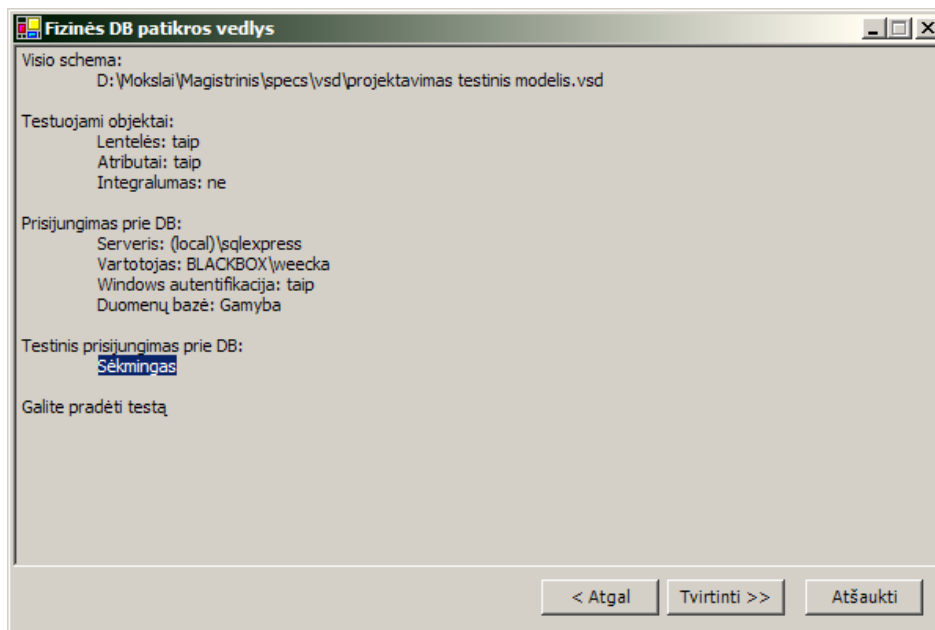 Fizinės DB patikros vedlys
Visio schema:
D:\Mokslai\Magistrinis\specs\vsd\projektavimas testinis modelis.vsd
Testuojami objektai:
Lentelės: taip
Atributai: taip
Integralumas: ne
Prisijungimas prie DB:
Serveris: (local)\sqlexpress
Vartotojas: BLACKBOX\weecka
Windows autentifikacija: taip
Duomenų bazė: Gamyba
Testinis prisijungimas prie DB:
Sėkmingas
Galite pradėti testą
< Atgal
Tvirtinti >>
Atšaukti